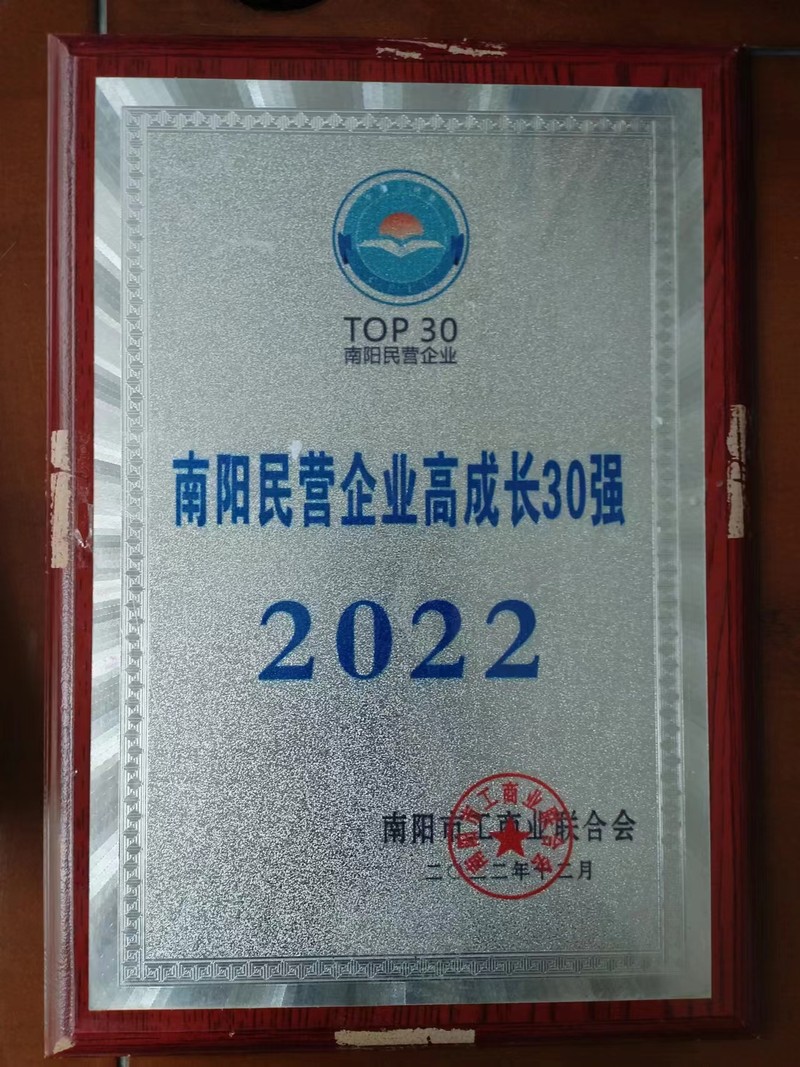 TOP 30
南阳民营企业
南阳民营企业高成长30强
2022
南阳市工商业联合会
二〇二二年十二月